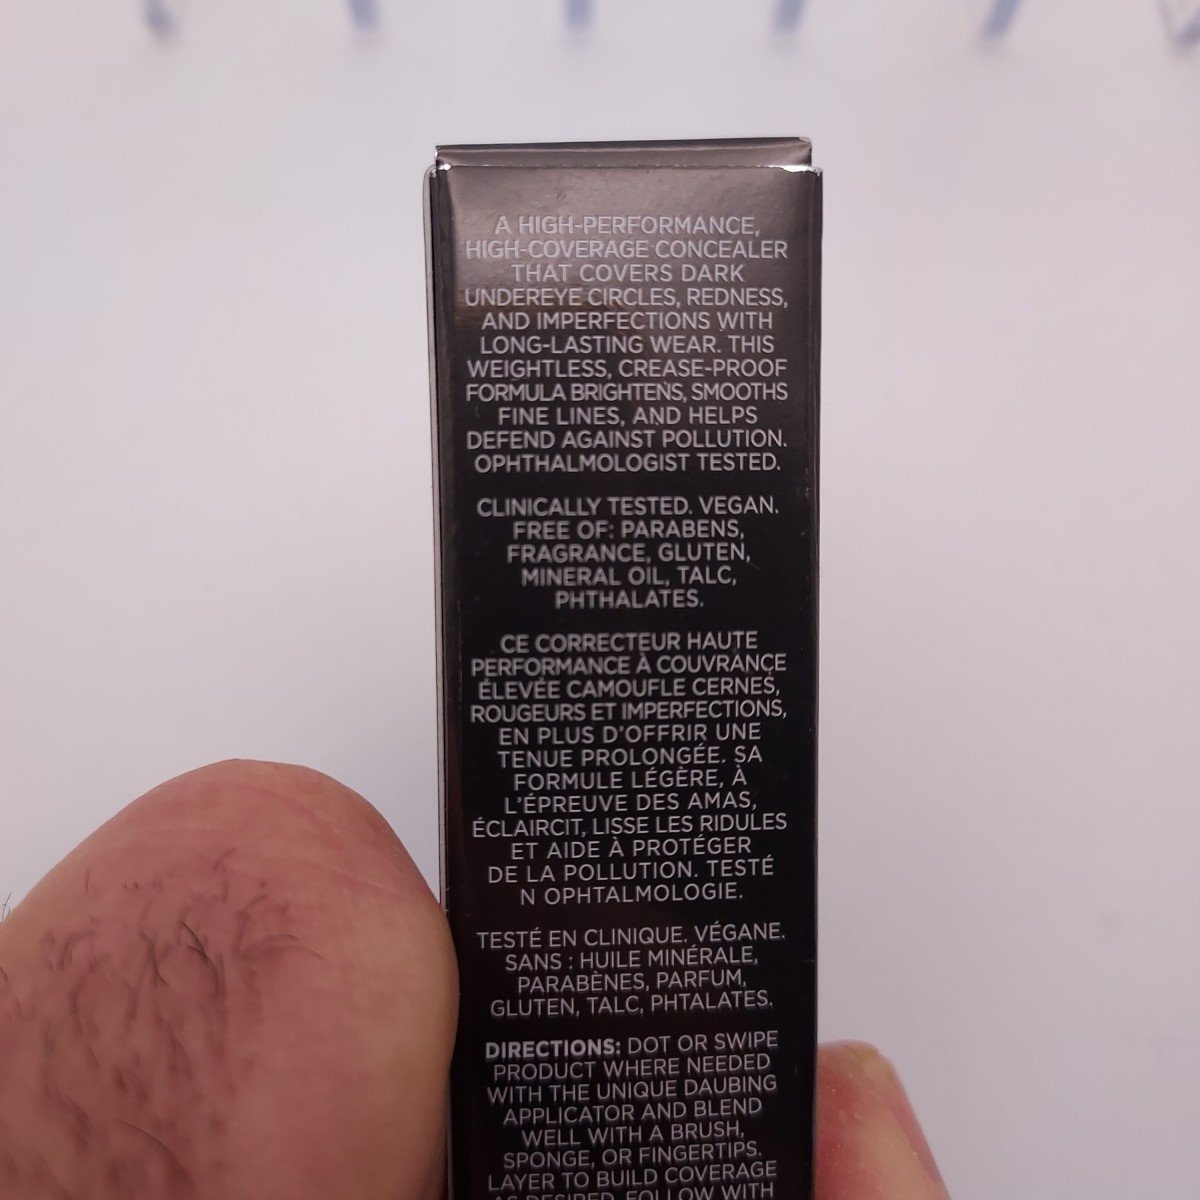 A HIGH-PERFORMANCE,
HIGH-COVERAGE CONCEALER
THAT COVERS DARK
UNDEREYE CIRCLES, REDNESS,
AND IMPERFECTIONS WITH
LONG-LASTING WEAR. THIS
WEIGHTLESS, CREASE-PROOF
FORMULA BRIGHTENS, SMOOTHS
FINE LINES, AND HELPS
DEFEND AGAINST POLLUTION.
OPHTHALMOLOGIST TESTED.
CLINICALLY TESTED. VEGAN.
FREE OF: PARABENS,
FRAGRANCE, GLUTEN,
MINERAL OIL, TALC,
PHTHALATES.
CE CORRECTEUR HAUTE
PERFORMANCE À COUVRANCE
ÉLEVÉE CAMOUFLE CERNES,
ROUGEURS ET IMPERFECTIONS,
EN PLUS D'OFFRIR UNE
TENUE PROLONGÉE. SA
FORMULE LÉGÈRE, À
L'ÉPREUVE DES AMAS,
ÉCLAIRCIT, LISSE LES RIDULES
ET AIDE À PROTÉGER
DE LA POLLUTION. TESTÉ
N OPHTALMOLOGIE.
TESTÉ EN CLINIQUE. VÉGANE.
SANS : HUILE MINÉRALE,
PARABÈNES, PARFUM,
GLUTEN, TALC, PHTALATES.
DIRECTIONS: DOT OR SWIPE
PRODUCT WHERE NEEDED
WITH THE UNIQUE DAUBING
APPLICATOR AND BLEND
WELL WITH A BRUSH,
SPONGE, OR FINGERTIPS.
LAYER TO BUILD COVERAGE
AS DESIRED. FOLLOW WITH